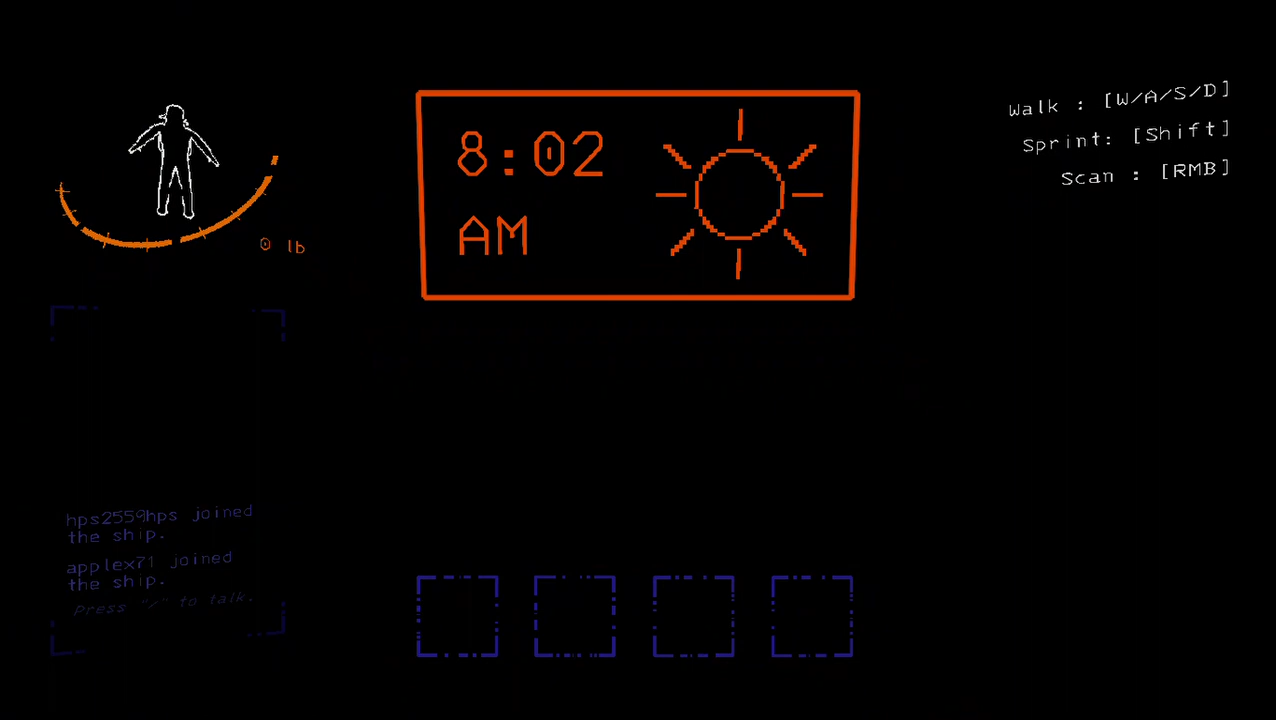 8:02
AM
Walk : [W/A/S/D]
Sprint: [Shift]
Scan : [RMB]
0 lb
hps2559hps joined
the ship.
applex71 joined
the ship.
Press "/" to talk.